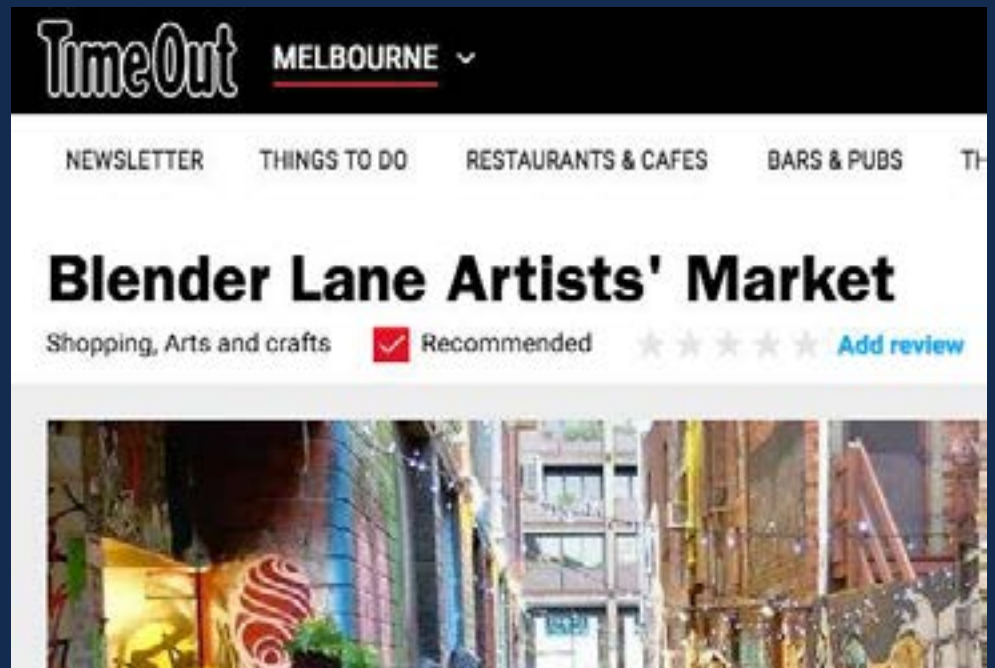 TimeOut MELBOURNE
NEWSLETTER THINGS TO DO RESTAURANTS & CAFES BARS & PUBS TH
Blender Lane Artists' Market
Shopping, Arts and crafts Recommended Add review